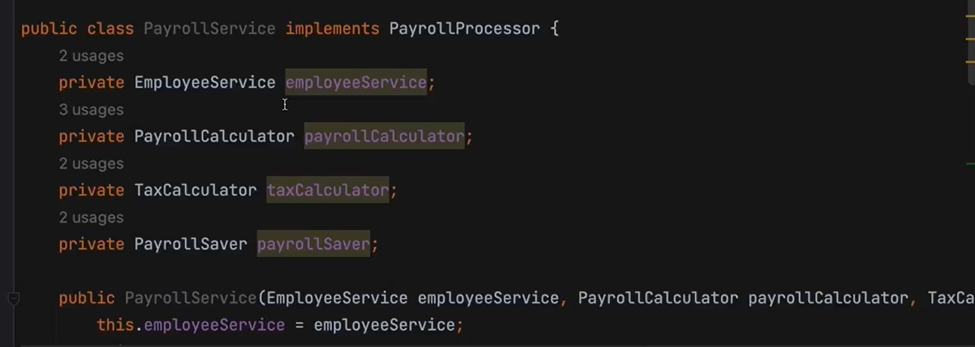 public class PayrollService implements PayrollProcessor {
2 usages
private EmployeeService employeeService;
3 usages
private PayrollCalculator payrollCalculator;
2 usages
private TaxCalculator taxCalculator;
2 usages
private PayrollSaver payrollSaver;
public PayrollService(EmployeeService employeeService, PayrollCalculator payrollCalculator, TaxCa
this.employeeService = employeeService;